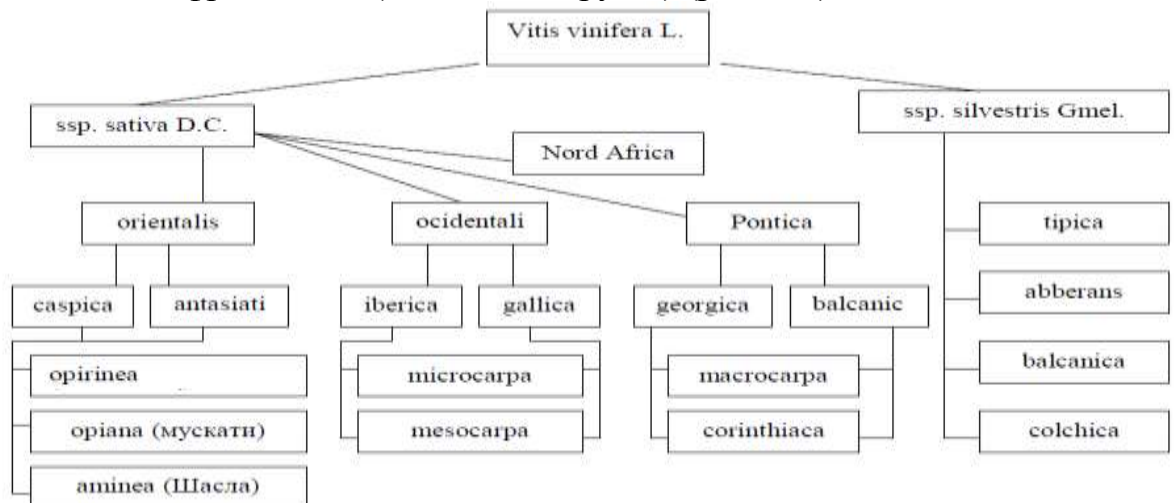 Vitis vinifera L.
ssp. sativa D.C.
ssp. silvestris Gmel.
Nord Africa
orientalis
ocidentali
Pontica
tipica
caspica
antasiati
iberica
gallica
georgica
balcanic
abberans
opirinea
microcarpa
macrocarpa
balcanica
opiana (мускати)
mesocarpa
corinthiaca
colchica
aminea (Шасла)